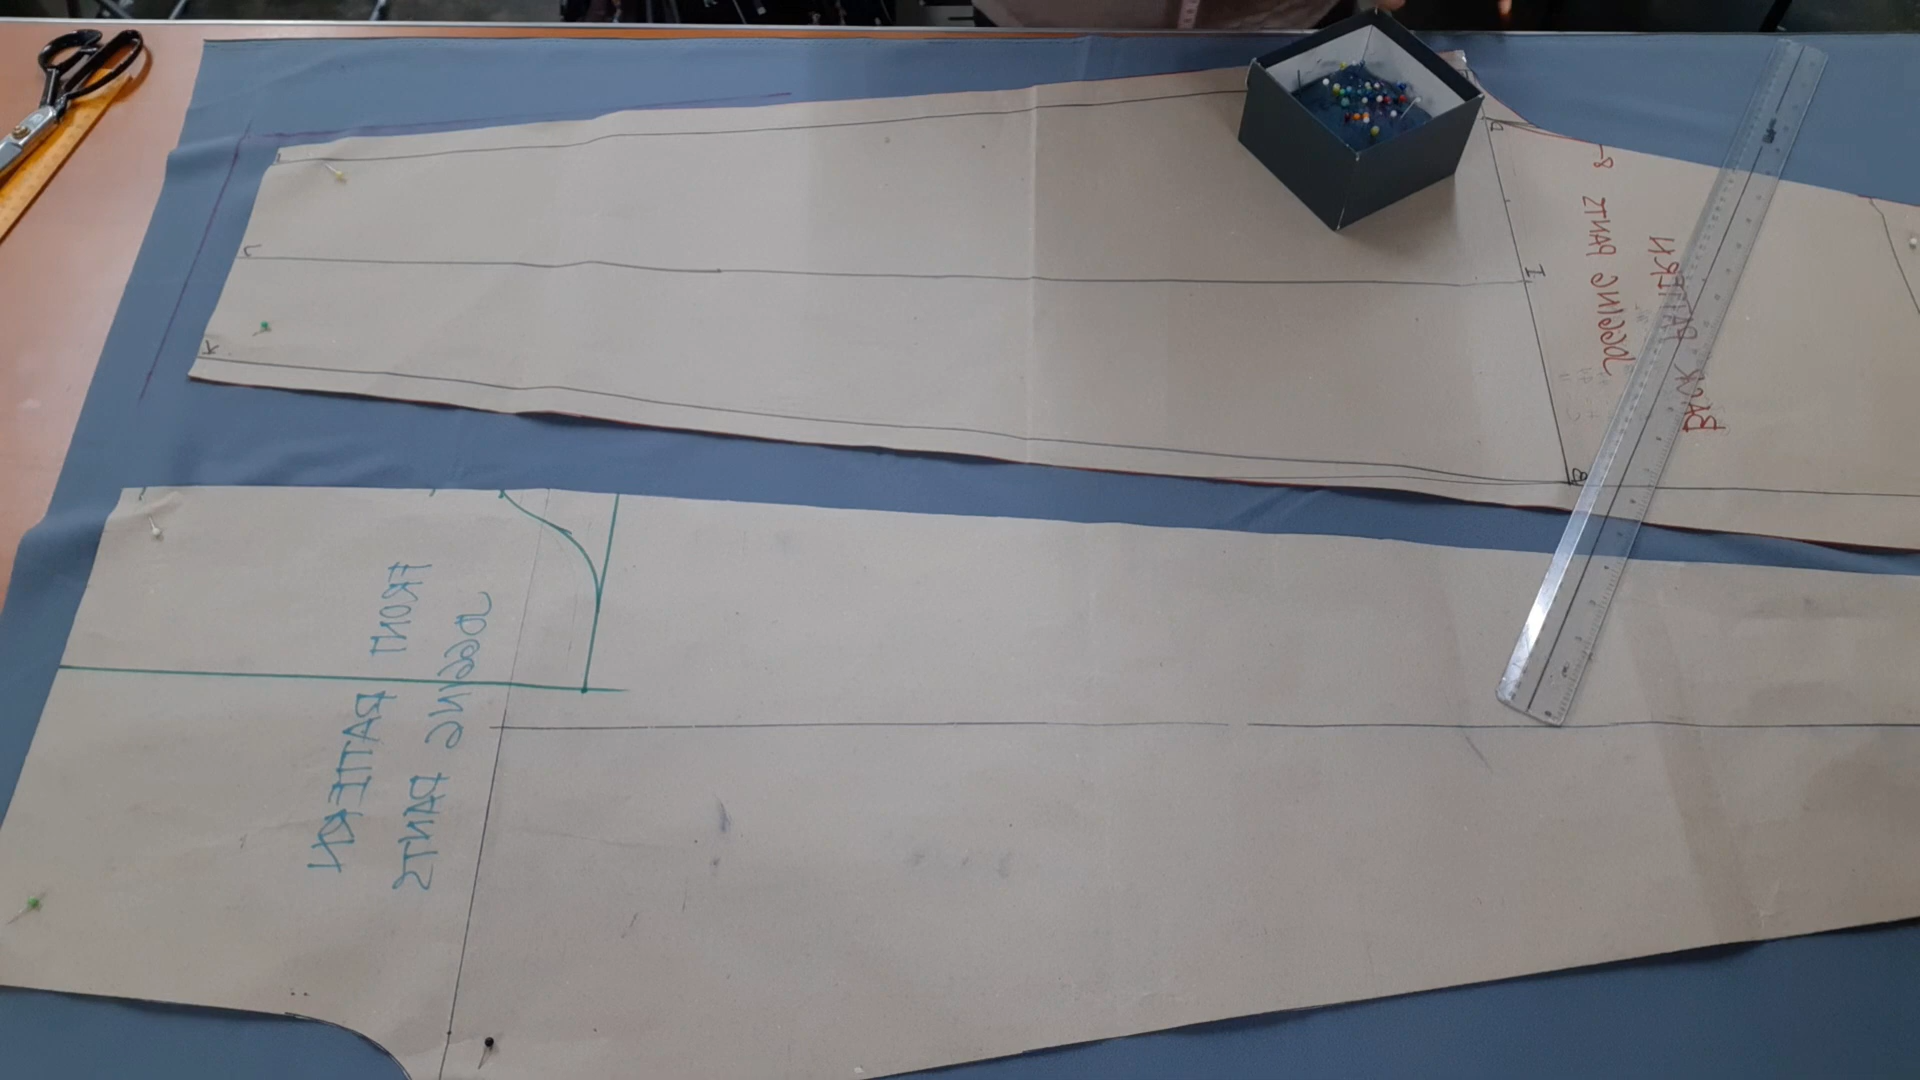 FRONT PATTERN
JOGGING PANTS
BACK PATTERN
JOGGING PANTS
I
B
K